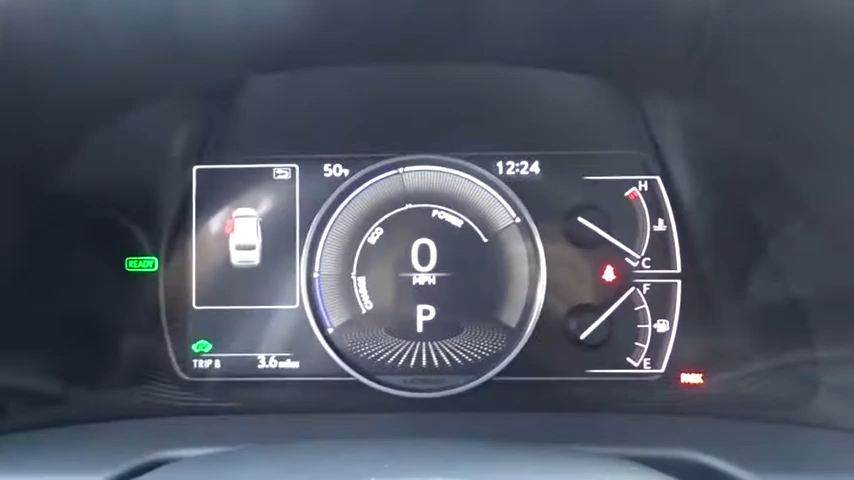 50°F
12:24
H
POWER
ECO
0
READY
C
MPH
F
CHARGE
P
TRIP B 3.6 miles
E
PARK